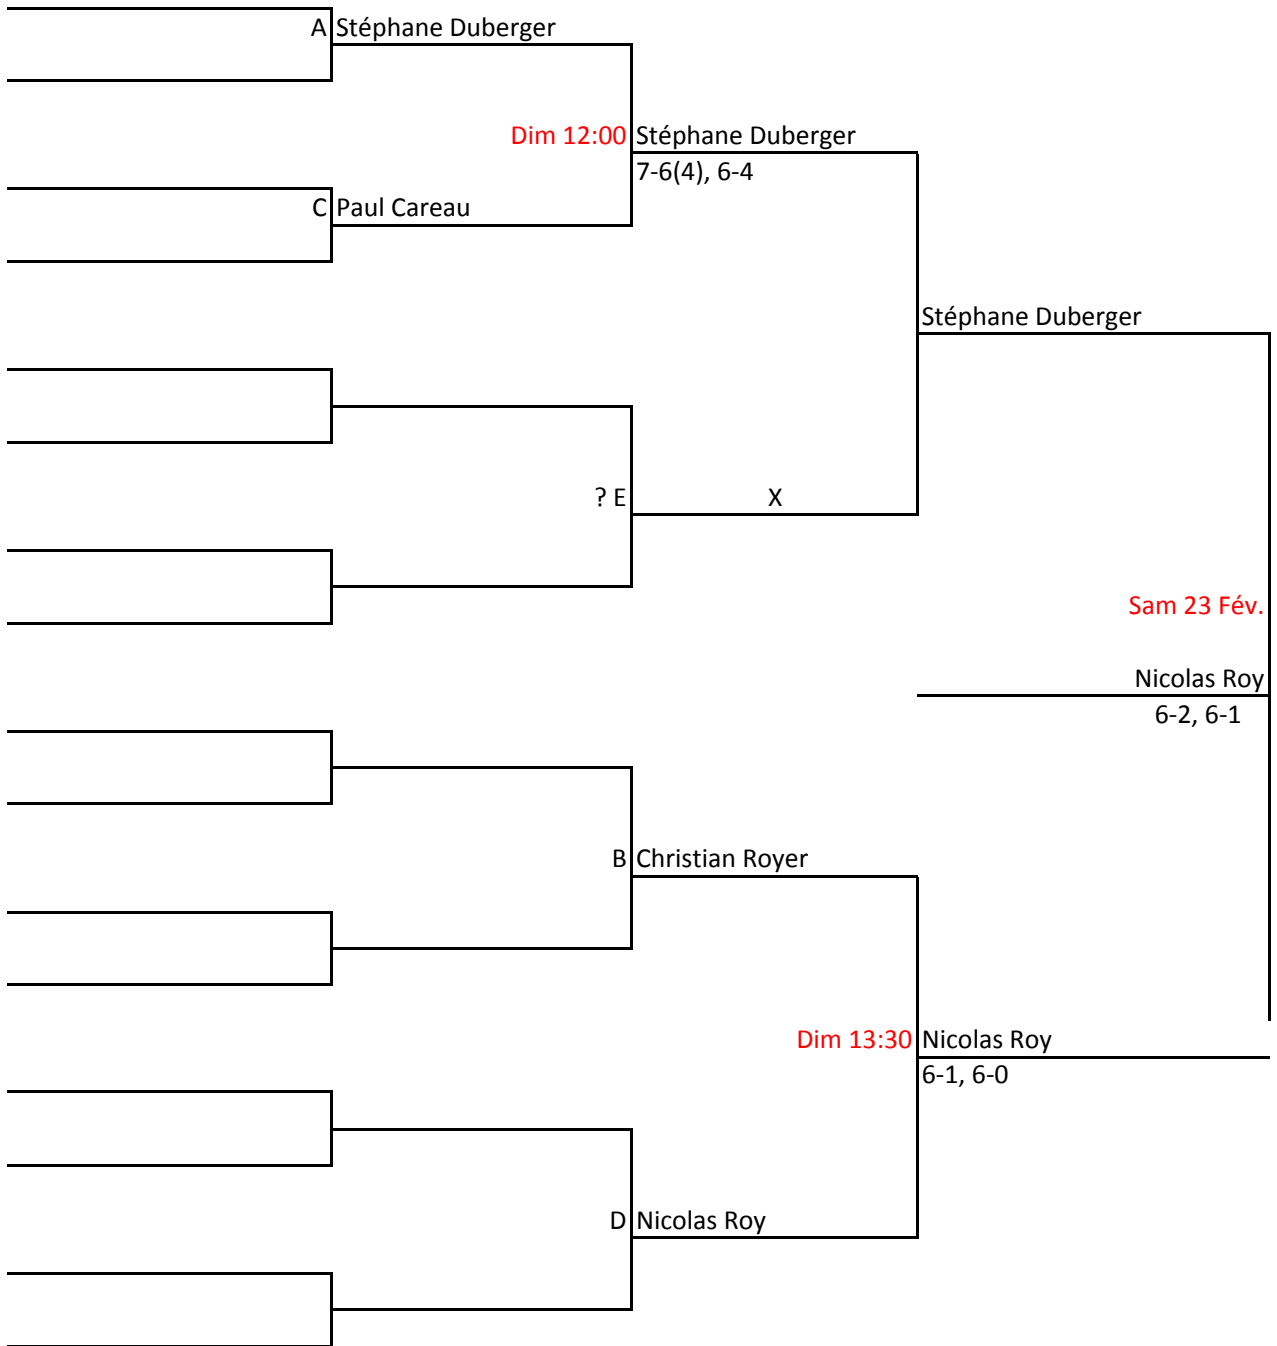 A Stéphane Duberger
Dim 12:00 Stéphane Duberger
7-6(4), 6-4
C Paul Careau
Stéphane Duberger
? E X
Sam 23 Fév.
Nicolas Roy
6-2, 6-1
B Christian Royer
Dim 13:30 Nicolas Roy
6-1, 6-0
D Nicolas Roy